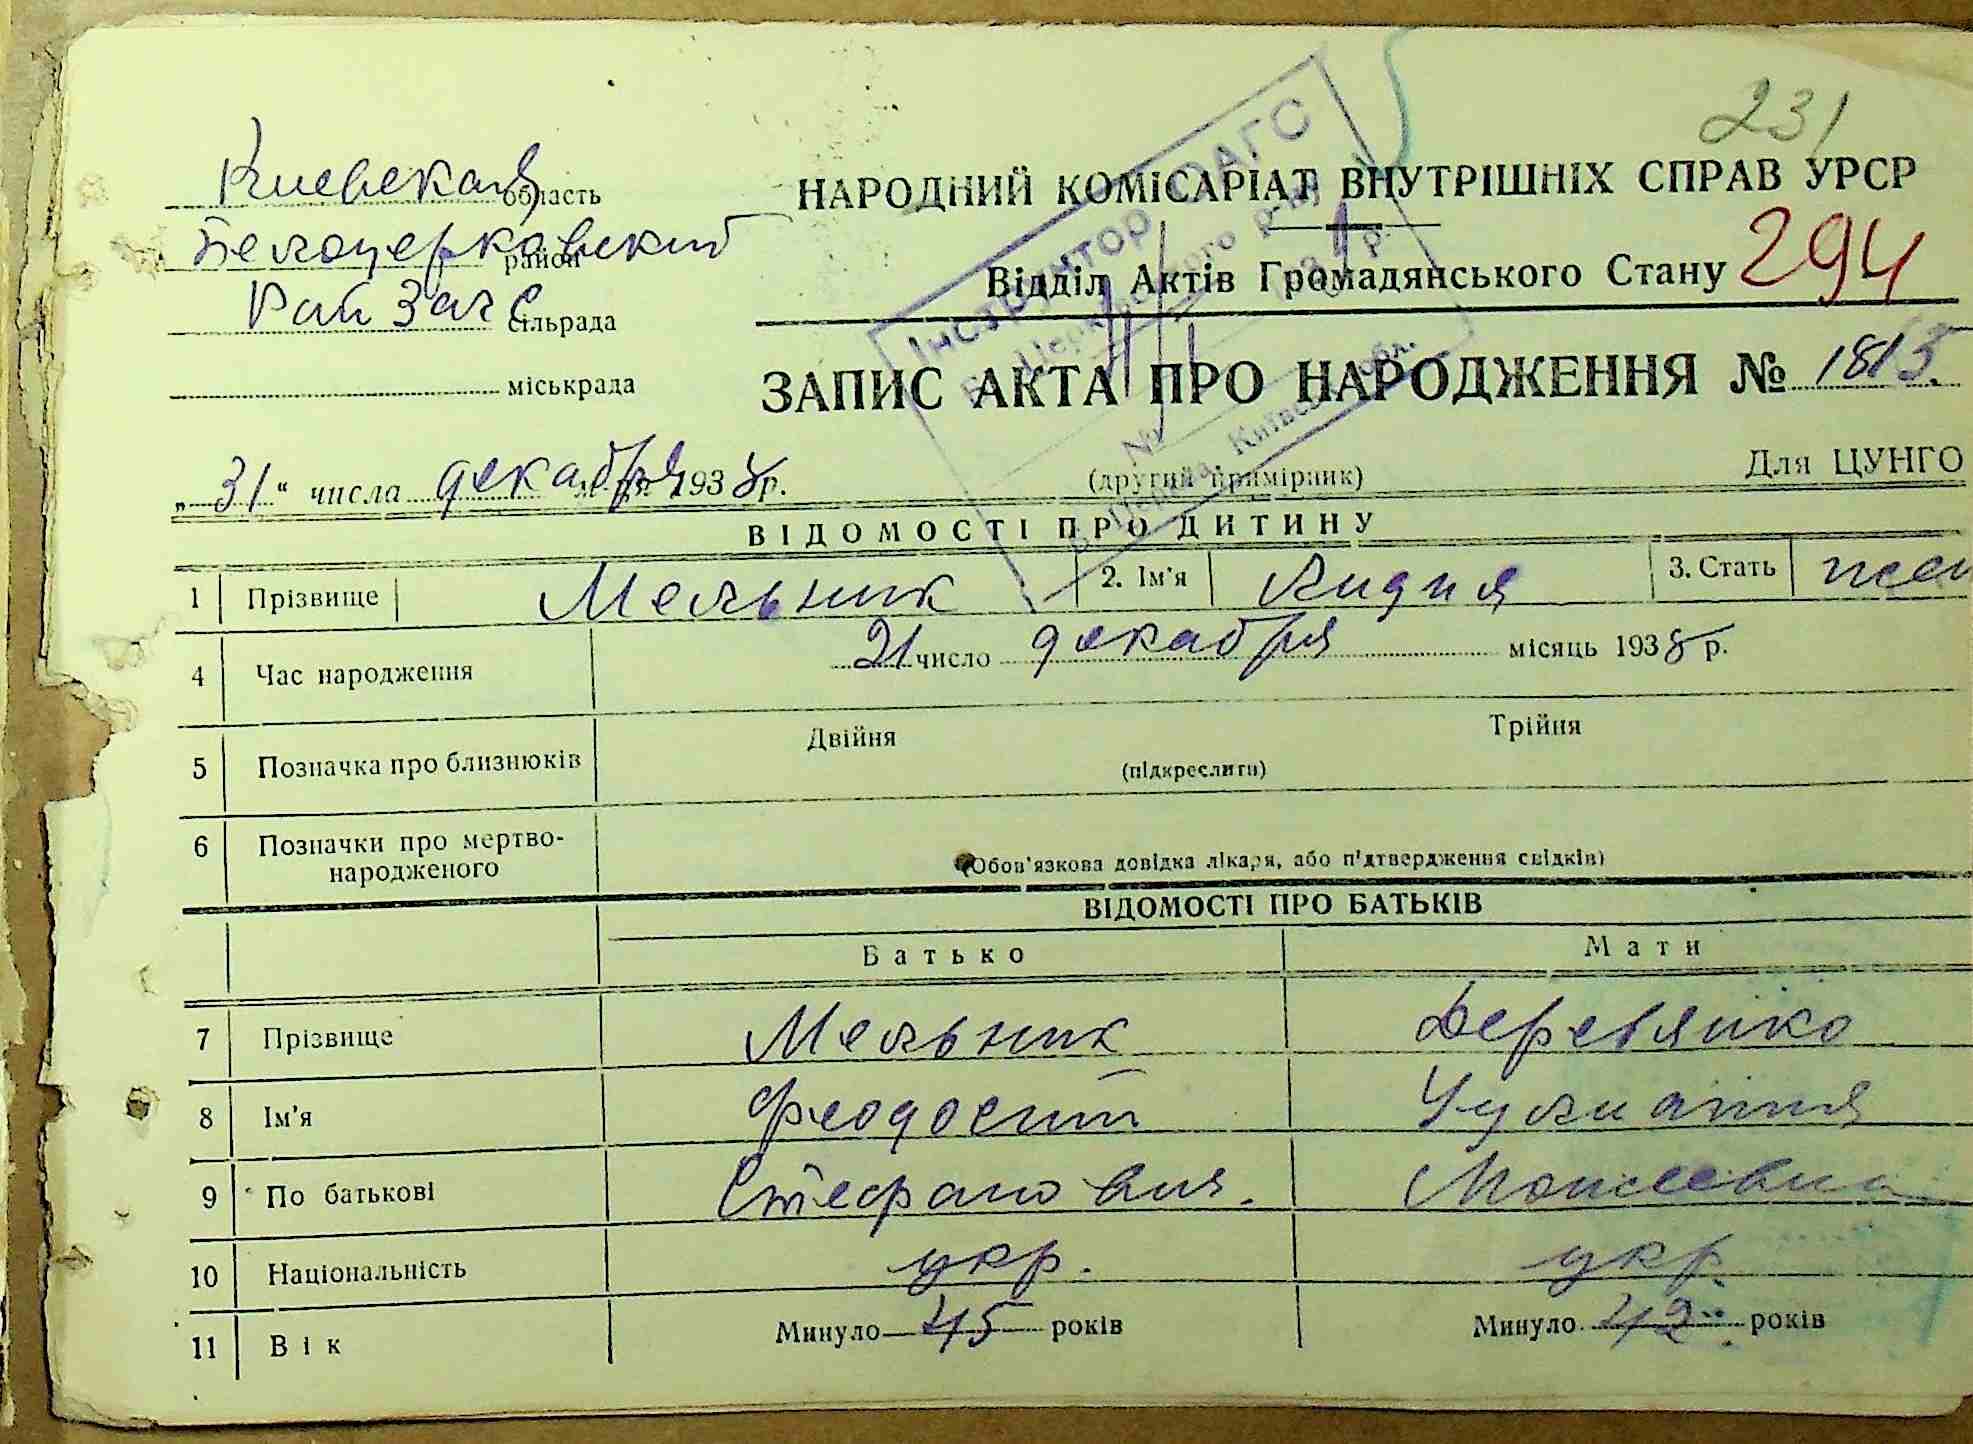 231
Киевская область
Белоцерковский район
Рай Загс сільрада
міськрада
НАРОДНИЙ КОМІСАРІАТ ВНУТРІШНІХ СПРАВ УРСР
Відділ Актів Громадянського Стану 294
ЗАПИС АКТА ПРО НАРОДЖЕННЯ № 1815.
Інструктор ЗАГС
„31“ числа декабря 1938 р.
(другий примірник)
Для ЦУНГО
ВІДОМОСТІ ПРО ДИТИНУ
1 Прізвище Мельник 2. Ім'я Лидия 3. Стать жен
4 Час народження 21 число декабря місяць 1938 р.
5 Позначка про близнюків Двійня Трійня
(підкреслити)
6 Позначки про мертво-
народженого
(Обов'язкова довідка лікаря, або підтвердження свідків)
ВІДОМОСТІ ПРО БАТЬКІВ
Батько Мати
7 Прізвище Мельник Деревянко
8 Ім'я Феодосий
9 По батькові Стефанович. Моисеевна
10 Національність укр. укр.
11 Вік Минуло 45 років Минуло 42 років